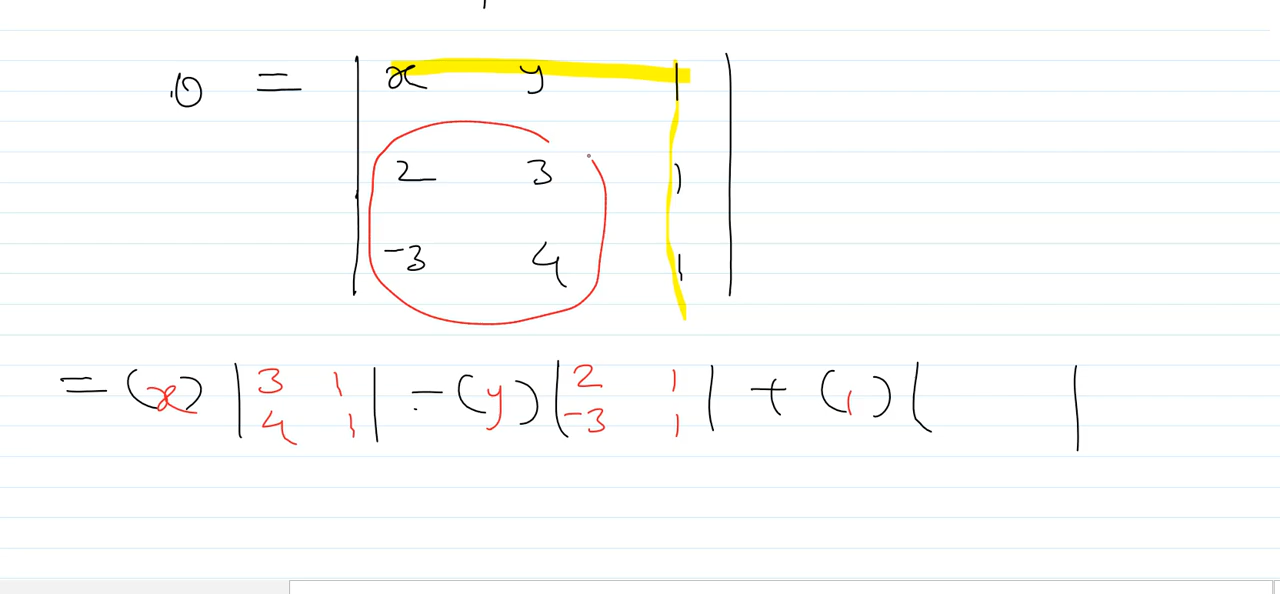 0 = | x y 1 |
| 2 3 1 |
| -3 4 1 |
= (x) | 3 1 | - (y) | 2 1 | + (1) | |
| 4 1 | | -3 1 |